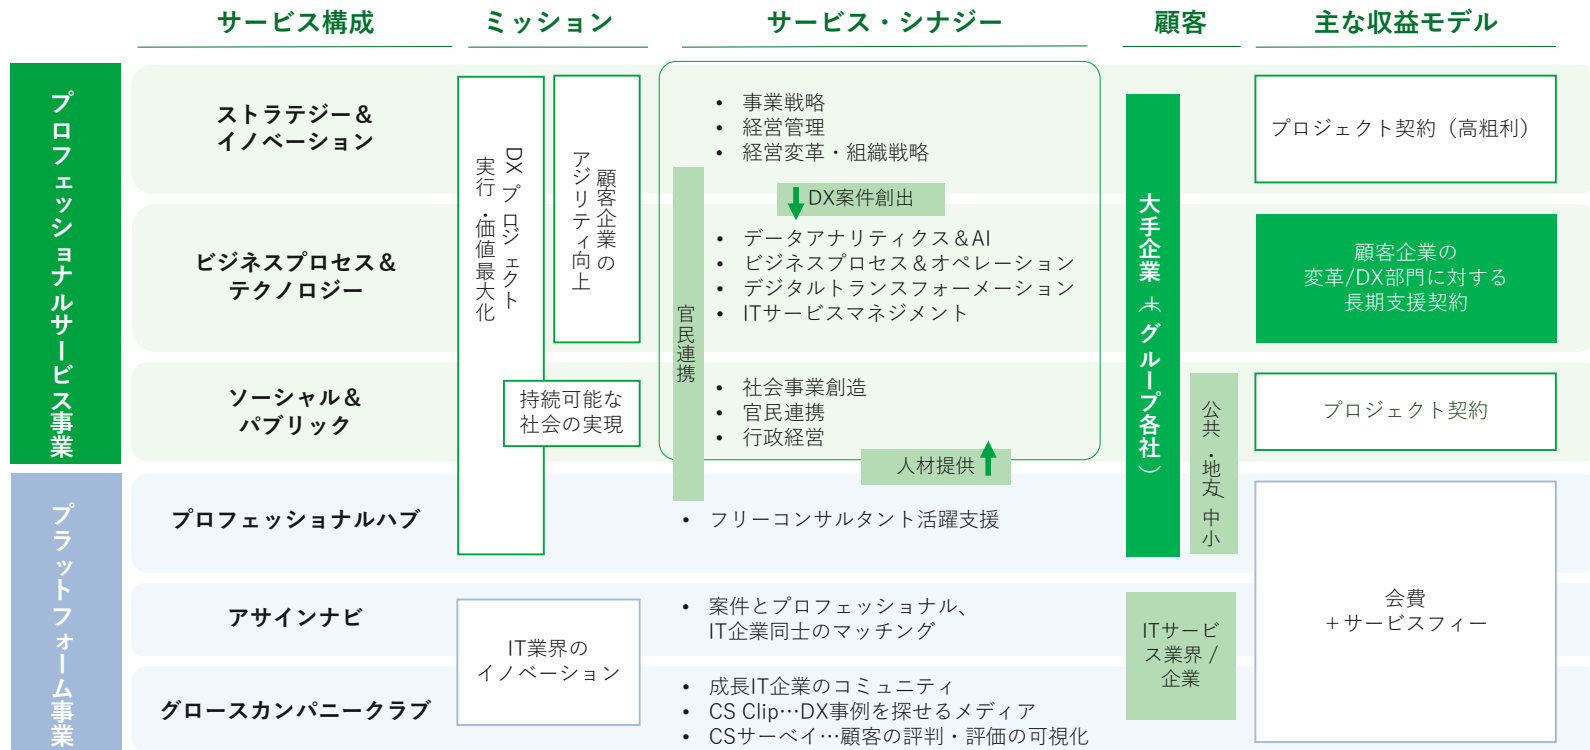 サービス構成
ミッション
サービス・シナジー
顧客
主な収益モデル
プロフェッショナルサービス事業
ストラテジー＆
イノベーション
DXプロジェクト
実行・価値最大化
顧客企業の
アジリティ向上
• 事業戦略
• 経営管理
• 経営変革・組織戦略
DX案件創出
官民連携
大手企業（＋グループ各社）
プロジェクト契約（高粗利）
ビジネスプロセス＆
テクノロジー
• データアナリティクス＆AI
• ビジネスプロセス＆オペレーション
• デジタルトランスフォーメーション
• ITサービスマネジメント
顧客企業の
変革/DX部門に対する
長期支援契約
ソーシャル＆
パブリック
持続可能な
社会の実現
• 社会事業創造
• 官民連携
• 行政経営
人材提供
公共・地方/中小
プロジェクト契約
プラットフォーム事業
プロフェッショナルハブ
• フリーコンサルタント活躍支援
アサインナビ
IT業界の
イノベーション
• 案件とプロフェッショナル、
IT企業同士のマッチング
ITサービ
ス業界 /
企業
会費
＋サービスフィー
グロースカンパニークラブ
• 成長IT企業のコミュニティ
• CS Clip…DX事例を探せるメディア
• CSサーベイ…顧客の評判・評価の可視化